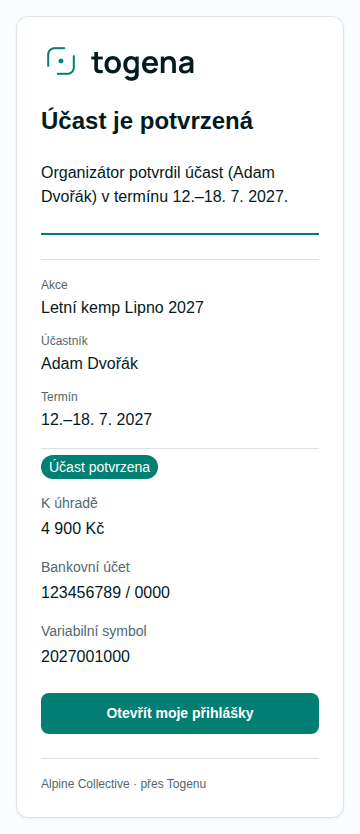 togena
Účast je potvrzená
Organizátor potvrdil účast (Adam
Dvořák) v termínu 12.–18. 7. 2027.
Akce
Letní kemp Lipno 2027
Účastník
Adam Dvořák
Termín
12.–18. 7. 2027
Účast potvrzena
K úhradě
4 900 Kč
Bankovní účet
123456789 / 0000
Variabilní symbol
2027001000
Otevřít moje přihlášky
Alpine Collective · přes Togenu